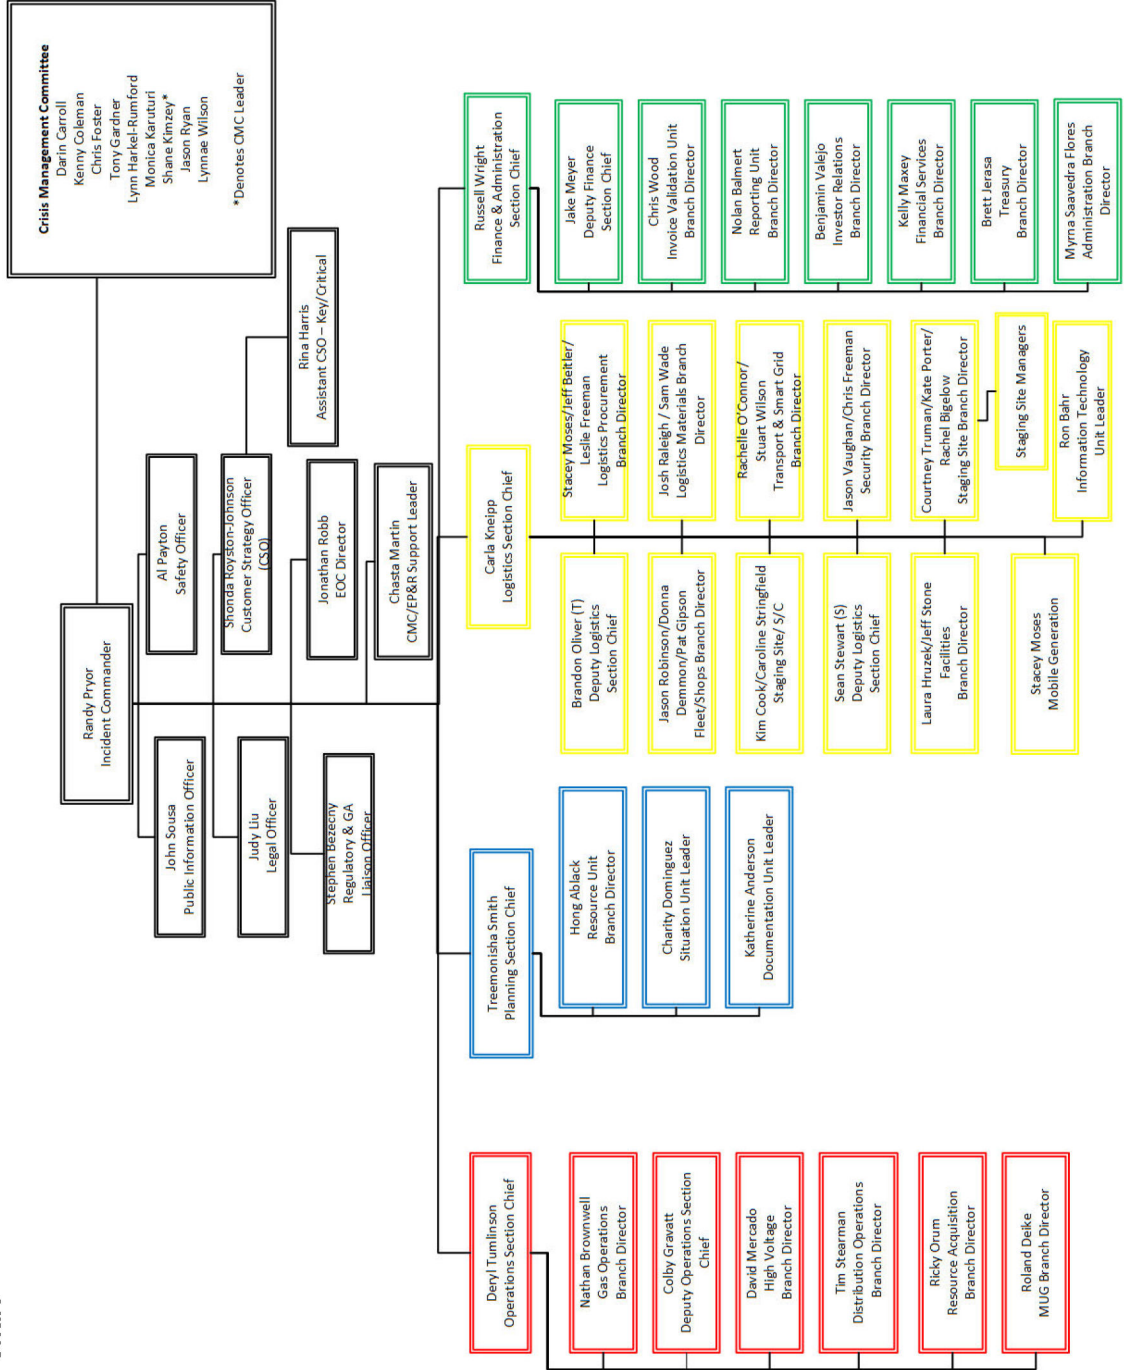 Crisis Management Committee
Darin Carroll
Kenny Coleman
Chris Foster
Tony Gardner
Lynn Harkel-Rumford
Monica Karuturi
Shane Kimzey*
Jason Ryan
Lynnae Wilson
*Denotes CMC Leader
Randy Pryor
Incident Commander
John Sousa
Public Information Officer
Al Payton
Safety Officer
Judy Liu
Legal Officer
Shonda Royston-Johnson
Customer Strategy Officer
(CSO)
Rina Harris
Assistant CSO – Key/Critical
Stephen Bezecny
Regulatory & GA
Liaison Officer
Jonathan Robb
EOC Director
Chasta Martin
CMC/EP&R Support Leader
Deryl Tumlinson
Operations Section Chief
Nathan Brownwell
Gas Operations
Branch Director
Colby Gravatt
Deputy Operations Section
Chief
David Mercado
High Voltage
Branch Director
Tim Stearman
Distribution Operations
Branch Director
Ricky Orum
Resource Acquisition
Branch Director
Roland Deike
MUG Branch Director
Treemonisha Smith
Planning Section Chief
Hong Ablack
Resource Unit
Branch Director
Charity Dominguez
Situation Unit Leader
Katherine Anderson
Documentation Unit Leader
Carla Kneipp
Logistics Section Chief
Brandon Oliver (T)
Deputy Logistics
Section Chief
Stacey Moses/Jeff Beitler/
Leslie Freeman
Logistics Procurement
Branch Director
Jason Robinson/Donna
Demmon/Pat Gipson
Fleet/Shops Branch Director
Josh Raleigh / Sam Wade
Logistics Materials Branch
Director
Kim Cook/Caroline Stringfield
Staging Site/ S/C
Rachelle O'Connor/
Stuart Wilson
Transport & Smart Grid
Branch Director
Sean Stewart (S)
Deputy Logistics
Section Chief
Jason Vaughan/Chris Freeman
Security Branch Director
Laura Hruzek/Jeff Stone
Facilities
Branch Director
Courtney Truman/Kate Porter/
Rachel Bigelow
Staging Site Branch Director
Staging Site Managers
Stacey Moses
Mobile Generation
Ron Bahr
Information Technology
Unit Leader
Russell Wright
Finance & Administration
Section Chief
Jake Meyer
Deputy Finance
Section Chief
Chris Wood
Invoice Validation Unit
Branch Director
Nolan Balmert
Reporting Unit
Branch Director
Benjamin Valejo
Investor Relations
Branch Director
Kelly Maxey
Financial Services
Branch Director
Brett Jerasa
Treasury
Branch Director
Myrna Saavedra Flores
Administration Branch
Director